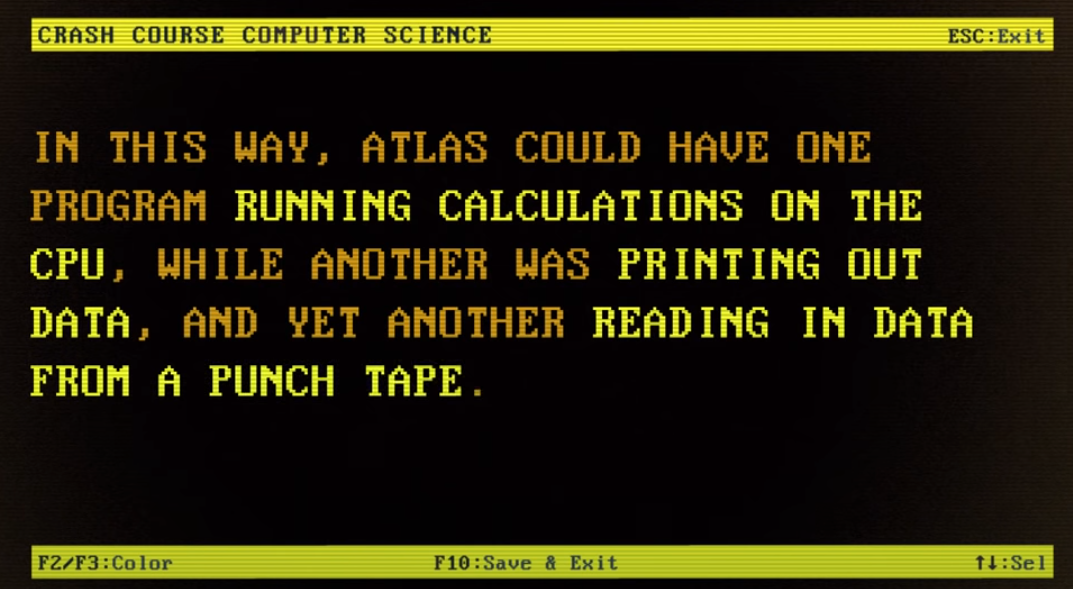 CRASH COURSE COMPUTER SCIENCE ESC:Exit
IN THIS WAY, ATLAS COULD HAVE ONE
PROGRAM RUNNING CALCULATIONS ON THE
CPU, WHILE ANOTHER WAS PRINTING OUT
DATA, AND YET ANOTHER READING IN DATA
FROM A PUNCH TAPE.
F2/F3:Color F10:Save & Exit ↑↓:Sel